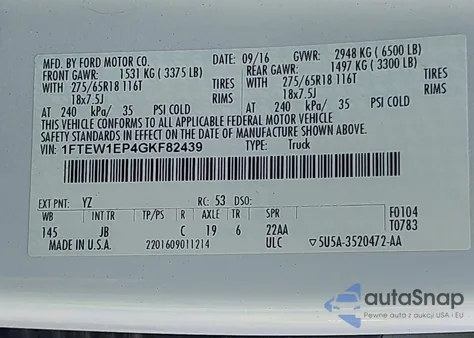 MFD. BY FORD MOTOR CO. 09/16 GVWR: 2948 KG ( 6500 LB)
FRONT GAWR: 1531 KG ( 3375 LB) REAR GAWR: 1497 KG ( 3300 LB)
WITH 275/65R18 116T TIRES WITH 275/65R18 116T TIRES
18x7.5J RIMS 18x7.5J RIMS
AT 240 kPa/ 35 PSI COLD AT 240 kPa/ 35 PSI COLD
THIS VEHICLE CONFORMS TO ALL APPLICABLE FEDERAL MOTOR VEHICLE
SAFETY STANDARDS IN EFFECT ON THE DATE OF MANUFACTURE SHOWN ABOVE.
VIN: 1FTEW1EP4GKF82439 TYPE: Truck
EXT PNT: YZ RC: 53 DSO:
WB INT TR TP/PS R AXLE TR SPR F0104
145 JB C 19 6 22AA T0783
MADE IN U.S.A. 2201609011214 ULC ▽5U5A-3520472-AA
autoSnap
Pewne auta z USA i EU